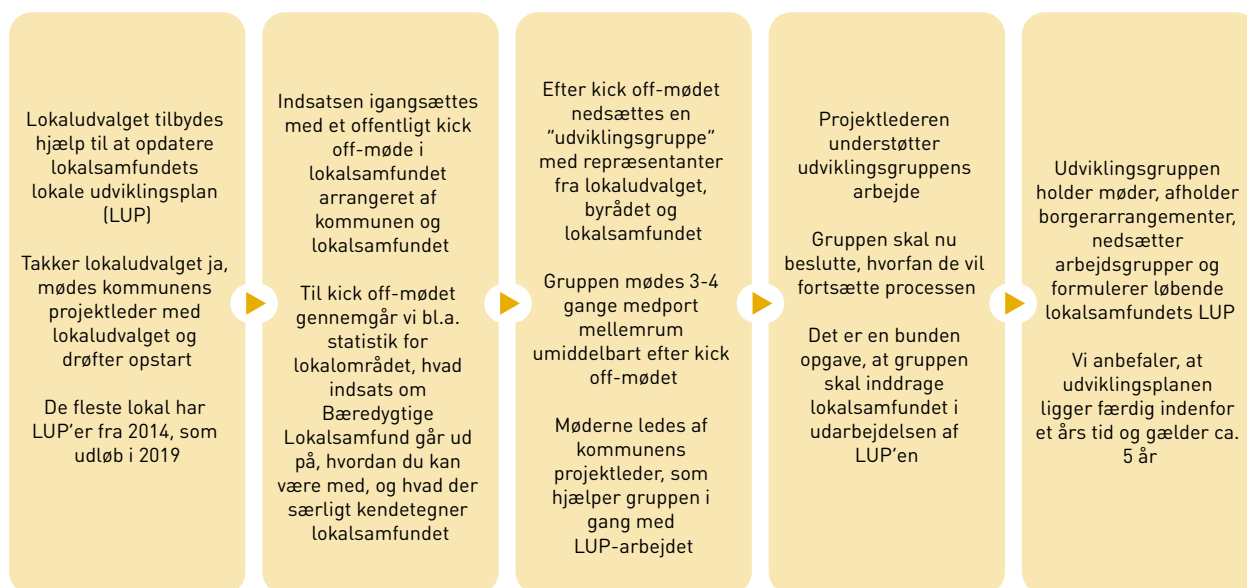 Lokaludvalget tilbydes
hjælp til at opdatere
lokalsamfundets
lokale udviklingsplan
(LUP)
Takker lokaludvalget ja,
mødes kommunens
projektleder med
lokaludvalget og
drøfter opstart
De fleste lokal har
LUP’er fra 2014, som
udløb i 2019
Indsatsen igangsættes
med et offentligt kick
off-møde i
lokalsamfundet
arrangeret af
kommunen og
lokalsamfundet
Til kick off-mødet
gennemgår vi bl.a.
statistik for
lokalområdet, hvad
indsats om
Bæredygtige
Lokalsamfund går ud
på, hvordan du kan
være med, og hvad der
særligt kendetegner
lokalsamfundet
Efter kick off-mødet
nedsættes en
“udviklingsgruppe”
med repræsentanter
fra lokaludvalget,
byrådet og
lokalsamfundet
Gruppen mødes 3-4
gange medport
mellemrum
umiddelbart efter kick
off-mødet
Møderne ledes af
kommunens
projektleder, som
hjælper gruppen i
gang med
LUP-arbejdet
Projektlederen
understøtter
udviklingsgruppens
arbejde
Gruppen skal nu
beslutte, hvorfan de vil
fortsætte processen
Det er en bunden
opgave, at gruppen
skal inddrage
lokalsamfundet i
udarbejdelsen af
LUP’en
Udviklingsgruppen
holder møder, afholder
borgerarrangementer,
nedsætter
arbejdsgrupper og
formulerer løbende
lokalsamfundets LUP
Vi anbefaler, at
udviklingsplanen
ligger færdig indenfor
et års tid og gælder ca.
5 år